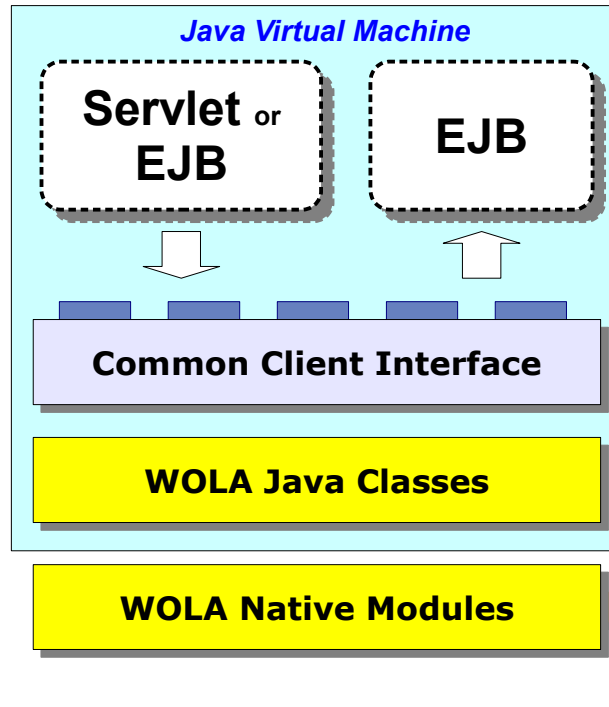 Java Virtual Machine
Servlet or
EJB
EJB
Common Client Interface
WOLA Java Classes
WOLA Native Modules